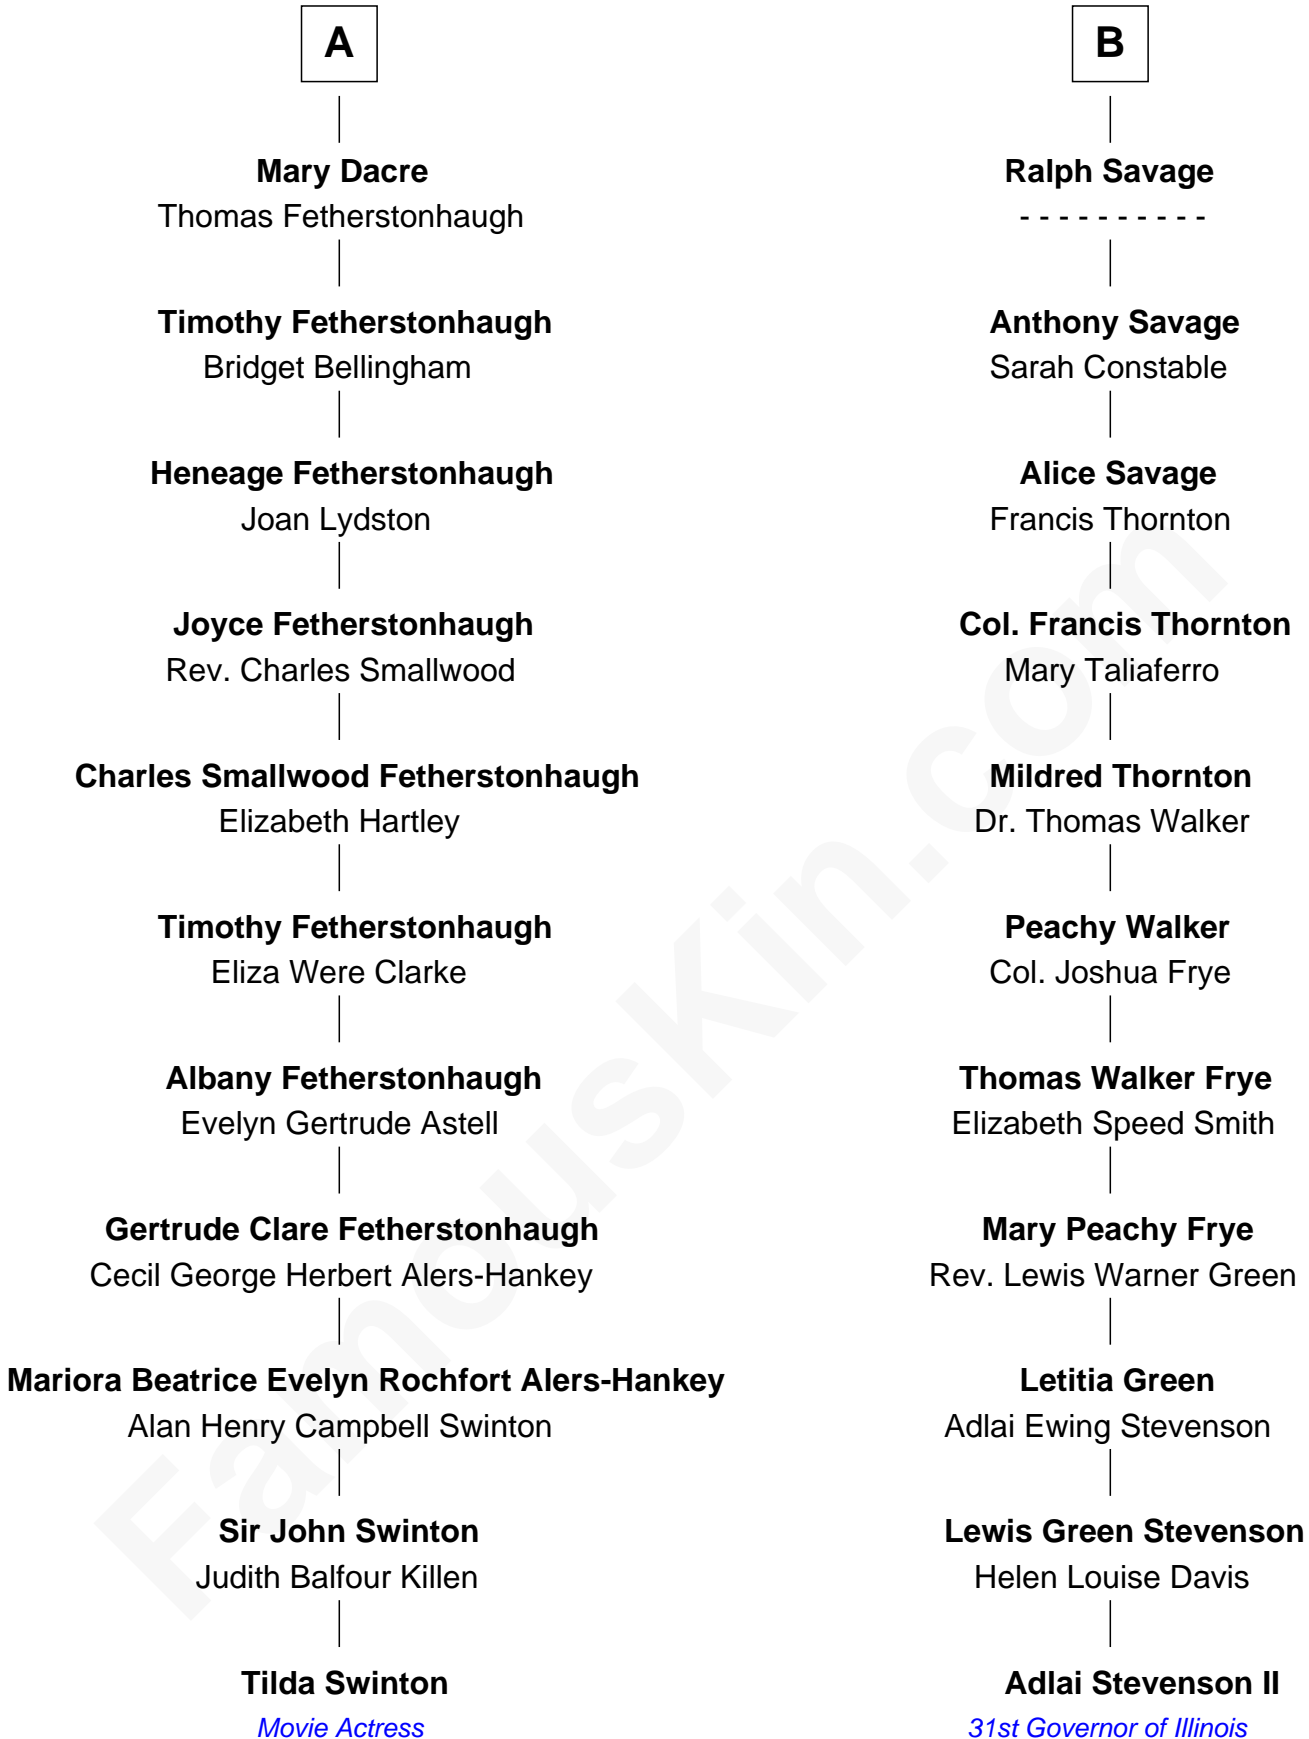 A
Mary Dacre
Thomas Fetherstonhaugh
Timothy Fetherstonhaugh
Bridget Bellingham
Heneage Fetherstonhaugh
Joan Lydston
Joyce Fetherstonhaugh
Rev. Charles Smallwood
Charles Smallwood Fetherstonhaugh
Elizabeth Hartley
Timothy Fetherstonhaugh
Eliza Were Clarke
Albany Fetherstonhaugh
Evelyn Gertrude Astell
Gertrude Clare Fetherstonhaugh
Cecil George Herbert Alers-Hankey
Mariora Beatrice Evelyn Rochfort Alers-Hankey
Alan Henry Campbell Swinton
Sir John Swinton
Judith Balfour Killen
Tilda Swinton
Movie Actress
B
Ralph Savage
- - - - - - - - - -
Anthony Savage
Sarah Constable
Alice Savage
Francis Thornton
Col. Francis Thornton
Mary Taliaferro
Mildred Thornton
Dr. Thomas Walker
Peachy Walker
Col. Joshua Frye
Thomas Walker Frye
Elizabeth Speed Smith
Mary Peachy Frye
Rev. Lewis Warner Green
Letitia Green
Adlai Ewing Stevenson
Lewis Green Stevenson
Helen Louise Davis
Adlai Stevenson II
31st Governor of Illinois
FamousKin.com